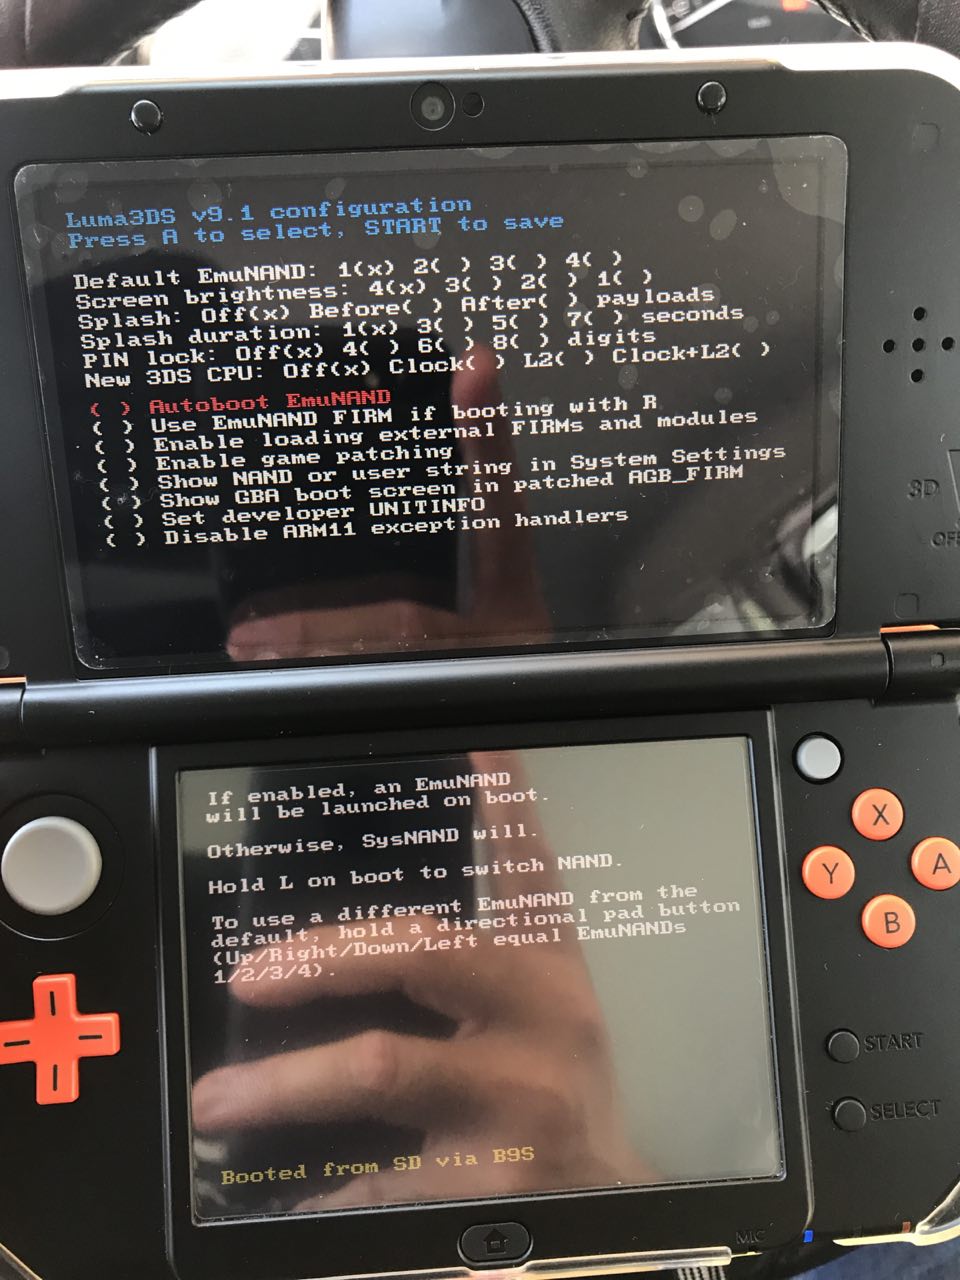 Luma3DS v9.1 configuration
Press A to select, START to save
Default EmuNAND: 1(x) 2( ) 3( ) 4( )
Screen brightness: 4(x) 3( ) 2( ) 1( )
Splash: Off(x) Before( ) After( ) payloads
Splash duration: 1(x) 3( ) 5( ) 7( ) seconds
PIN lock: Off(x) 4( ) 6( ) 8( ) digits
New 3DS CPU: Off(x) Clock( ) L2( ) Clock+L2( )
( ) Autoboot EmuNAND
( ) Use EmuNAND FIRM if booting with R
( ) Enable loading external FIRMs and modules
( ) Enable game patching
( ) Show NAND or user string in System Settings
( ) Show GBA boot screen in patched AGB_FIRM
( ) Set developer UNITINFO
( ) Disable ARM11 exception handlers
3D
OFF
If enabled, an EmuNAND
will be launched on boot.
Otherwise, SysNAND will.
Hold L on boot to switch NAND.
To use a different EmuNAND from the
default, hold a directional pad button
(Up/Right/Down/Left equal EmuNANDs
1/2/3/4).
Booted from SD via B9S
X
Y
A
B
START
SELECT
MIC